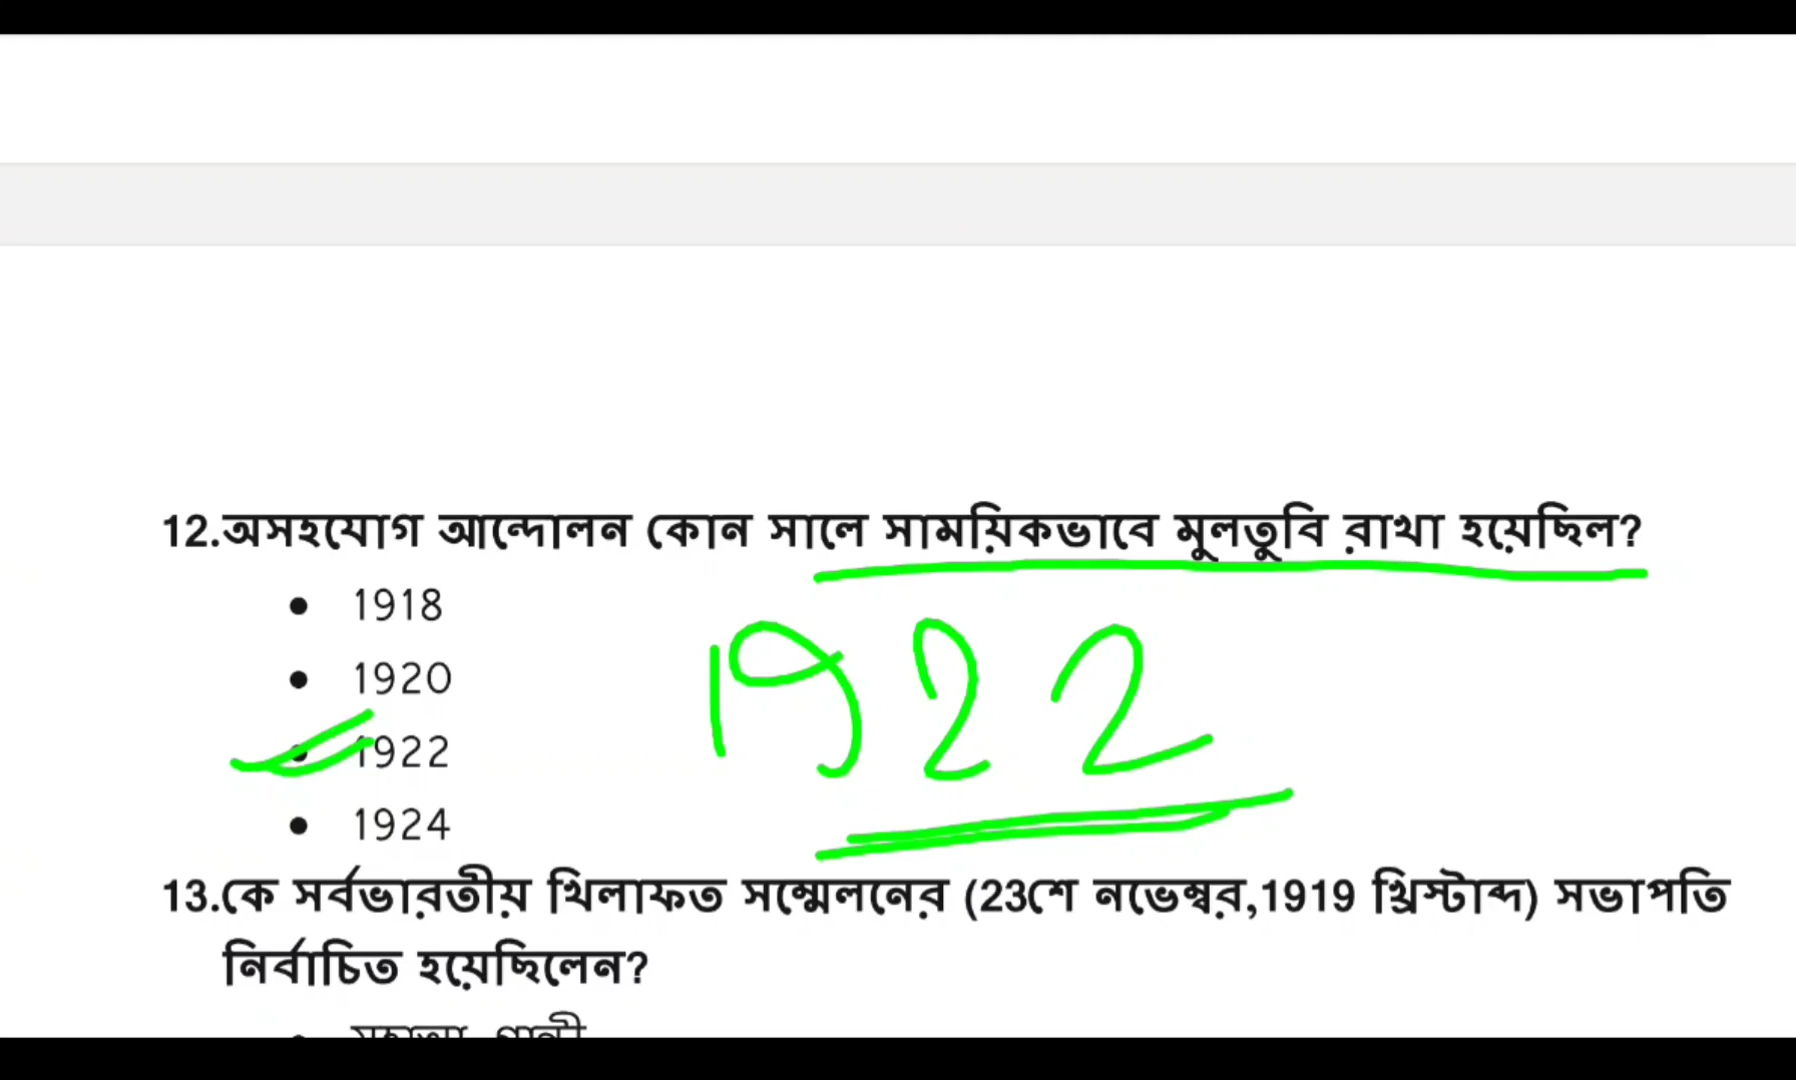 12.অসহযোগ আন্দোলন কোন সালে সাময়িকভাবে মুলতুবি রাখা হয়েছিল?
• 1918
• 1920
• 1922
• 1924
1922
13.কে সর্বভারতীয় খিলাফত সম্মেলনের (23শে নভেম্বর,1919 খ্রিস্টাব্দ) সভাপতি
নির্বাচিত হয়েছিলেন?